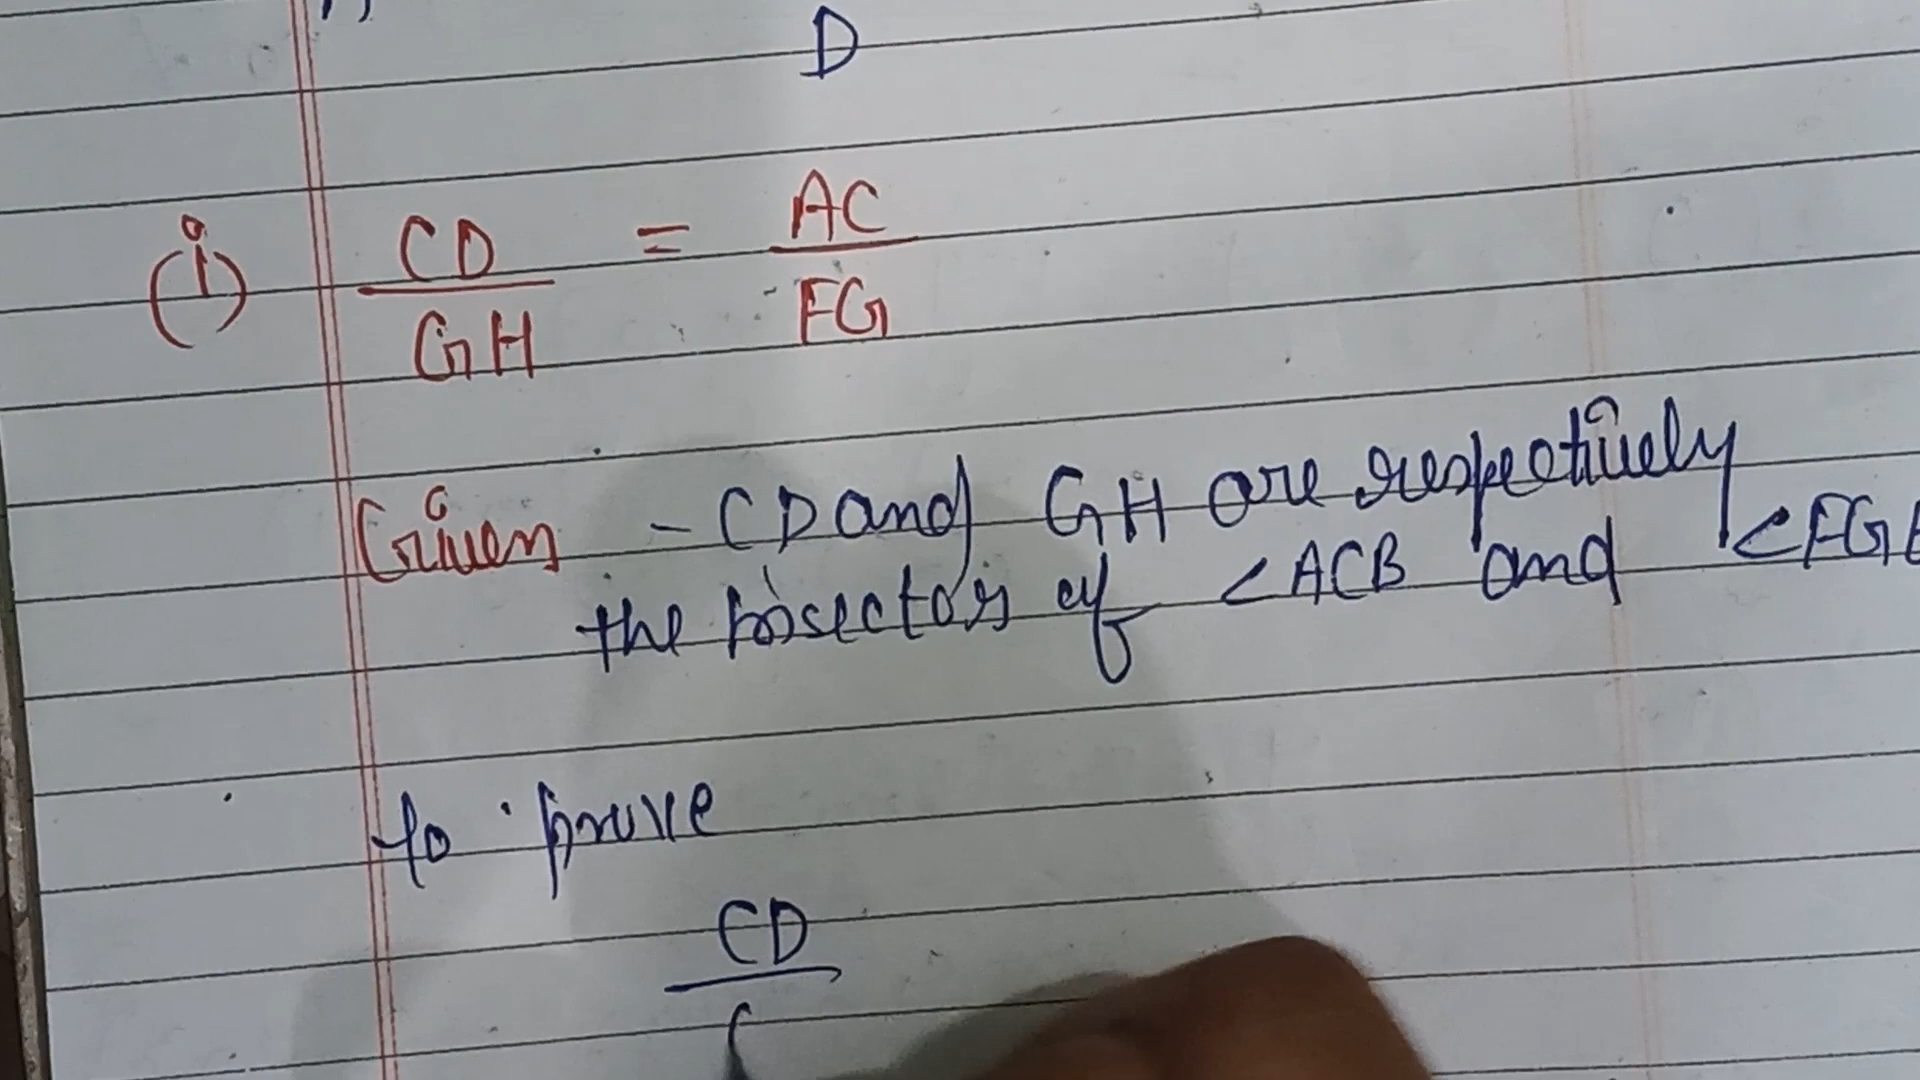 D
(i) CD/GH = AC/FG
Given - CD and GH are respectively
the bisectors of <ACB and <FGE
to prove
CD